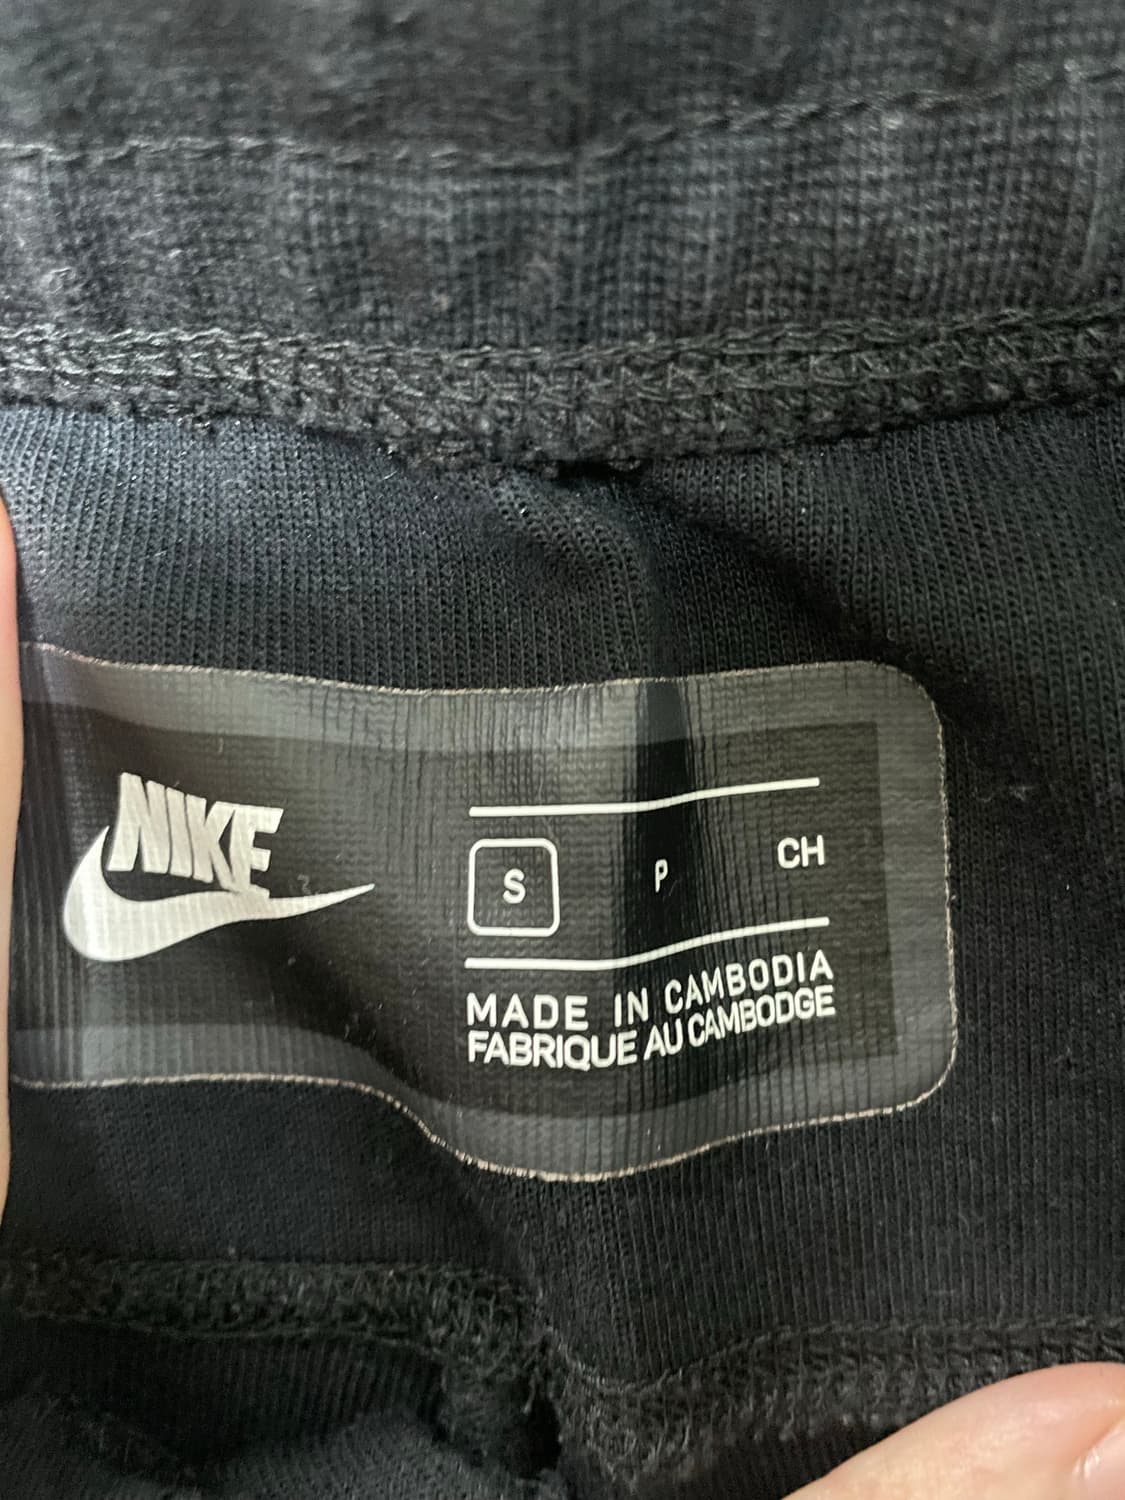 NIKE
S P CH
MADE IN CAMBODIA
FABRIQUE AU CAMBODGE